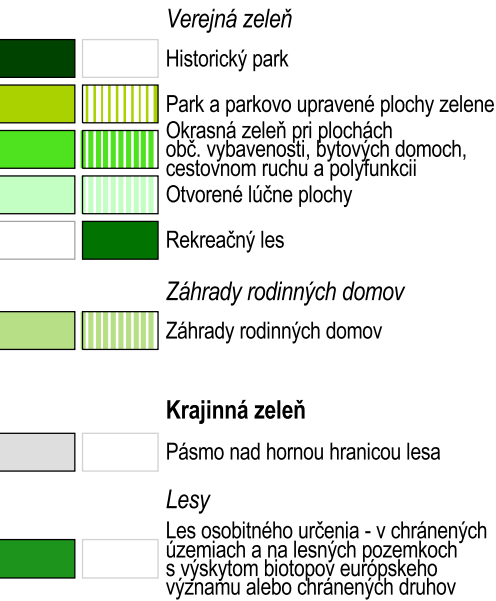 Verejná zeleň
Historický park
Park a parkovo upravené plochy zelene
Okrasná zeleň pri plochách
obč. vybavenosti, bytových domoch,
cestovnom ruchu a polyfunkcii
Otvorené lúčne plochy
Rekreačný les
Záhrady rodinných domov
Záhrady rodinných domov
Krajinná zeleň
Pásmo nad hornou hranicou lesa
Lesy
Les osobitného určenia - v chránených
územiach a na lesných pozemkoch
s výskytom biotopov európskeho
významu alebo chránených druhov